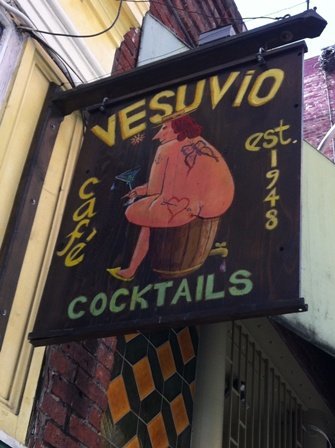 VESUVIO
café
est. 1948
COCKTAILS